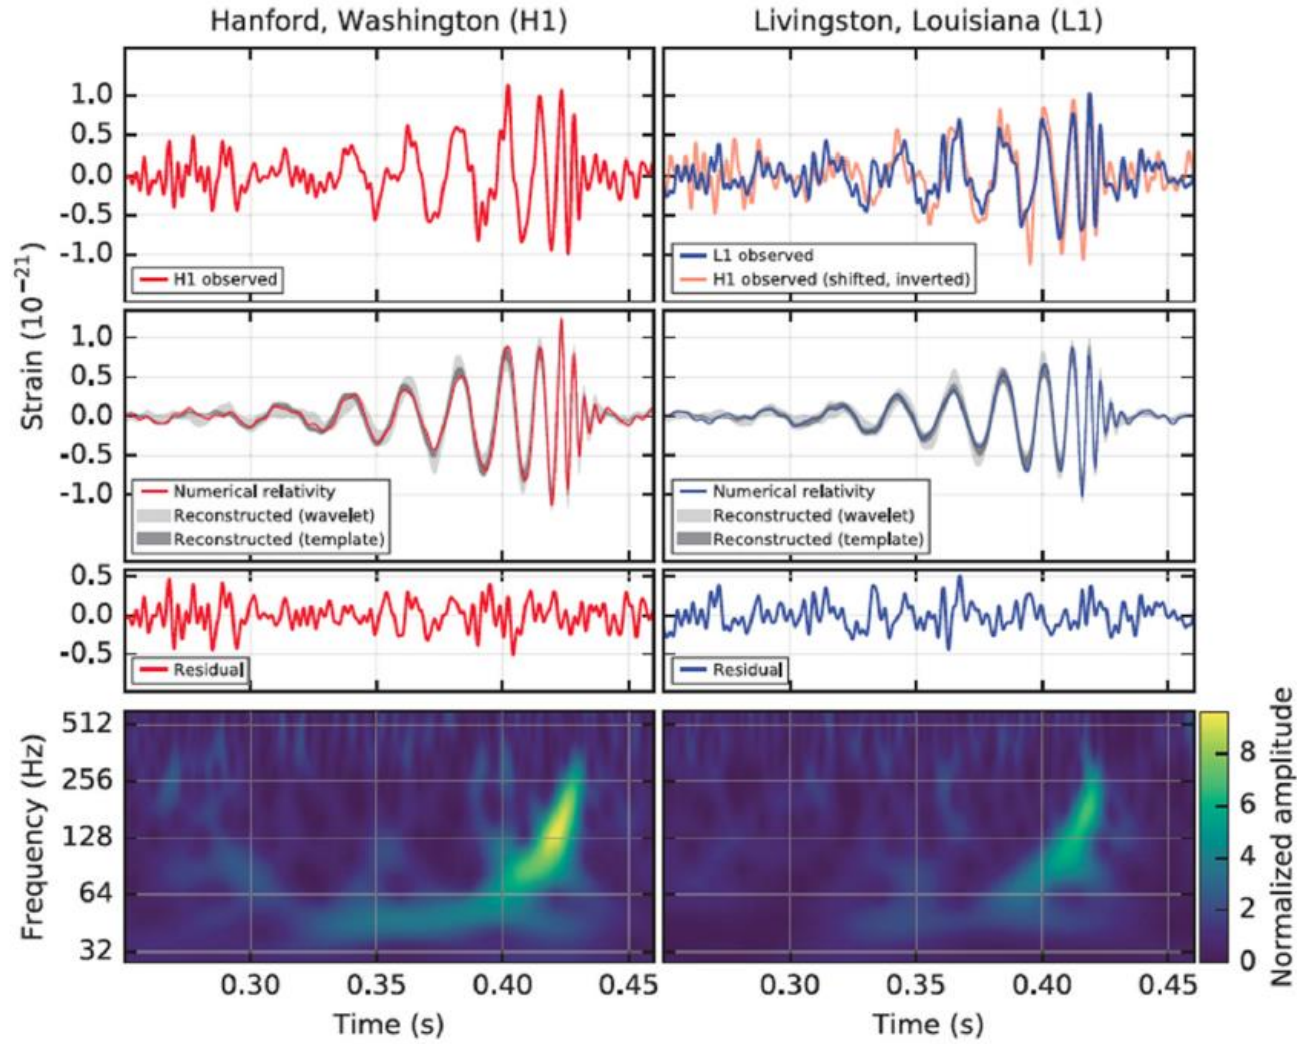 Hanford, Washington (H1)
Livingston, Louisiana (L1)
Strain (10⁻²¹)
1.0
0.5
0.0
-0.5
-1.0
H1 observed
L1 observed
H1 observed (shifted, inverted)
1.0
0.5
0.0
-0.5
-1.0
Numerical relativity
Reconstructed (wavelet)
Reconstructed (template)
Numerical relativity
Reconstructed (wavelet)
Reconstructed (template)
0.5
0.0
-0.5
Residual
Residual
Frequency (Hz)
512
256
128
64
32
0.30 0.35 0.40 0.45
Time (s)
0.30 0.35 0.40 0.45
Time (s)
8
6
4
2
0
Normalized amplitude